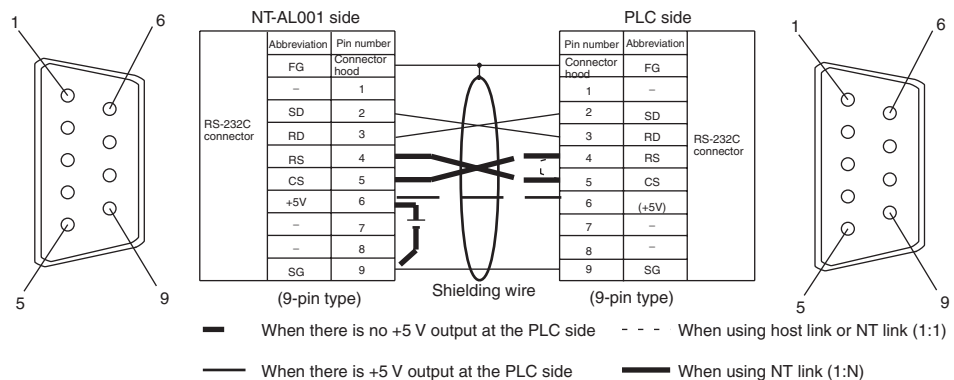 NT-AL001 side
PLC side
1
6
5
9
RS-232C
connector
Abbreviation Pin number
FG Connector
hood
– 1
SD 2
RD 3
RS 4
CS 5
+5V 6
– 7
– 8
SG 9
(9-pin type)
Shielding wire
Pin number Abbreviation
Connector
hood FG
1 –
2 SD
3 RD
4 RS
5 CS
6 (+5V)
7 –
8 –
9 SG
RS-232C
connector
(9-pin type)
1
6
5
9
When there is no +5 V output at the PLC side
When using host link or NT link (1:1)
When there is +5 V output at the PLC side
When using NT link (1:N)